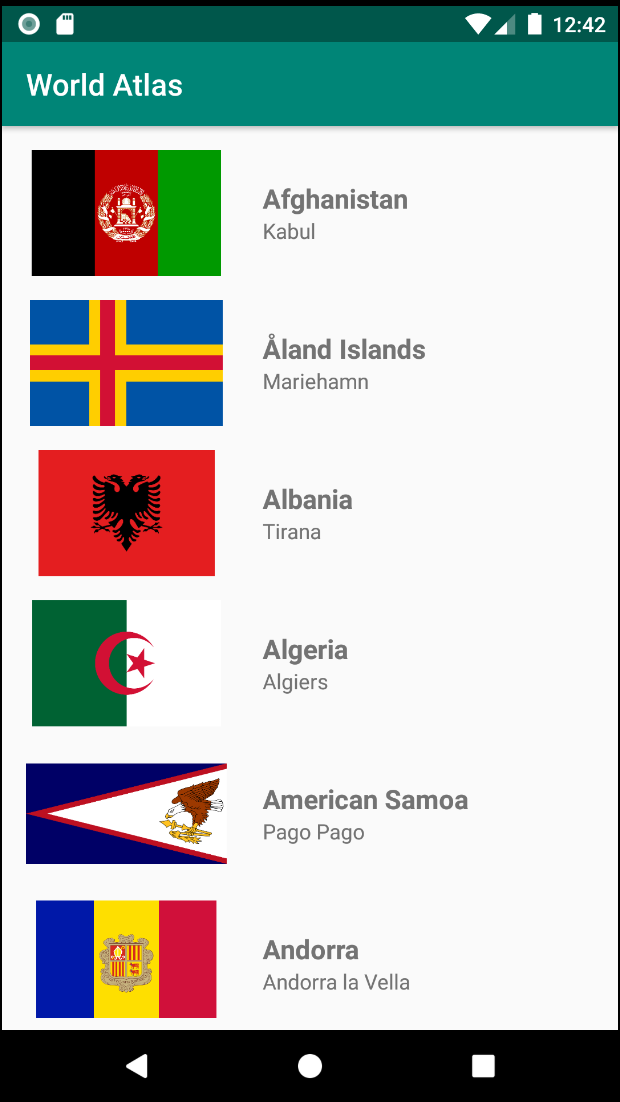 12:42
World Atlas
Afghanistan
Kabul
Åland Islands
Mariehamn
Albania
Tirana
Algeria
Algiers
American Samoa
Pago Pago
Andorra
Andorra la Vella